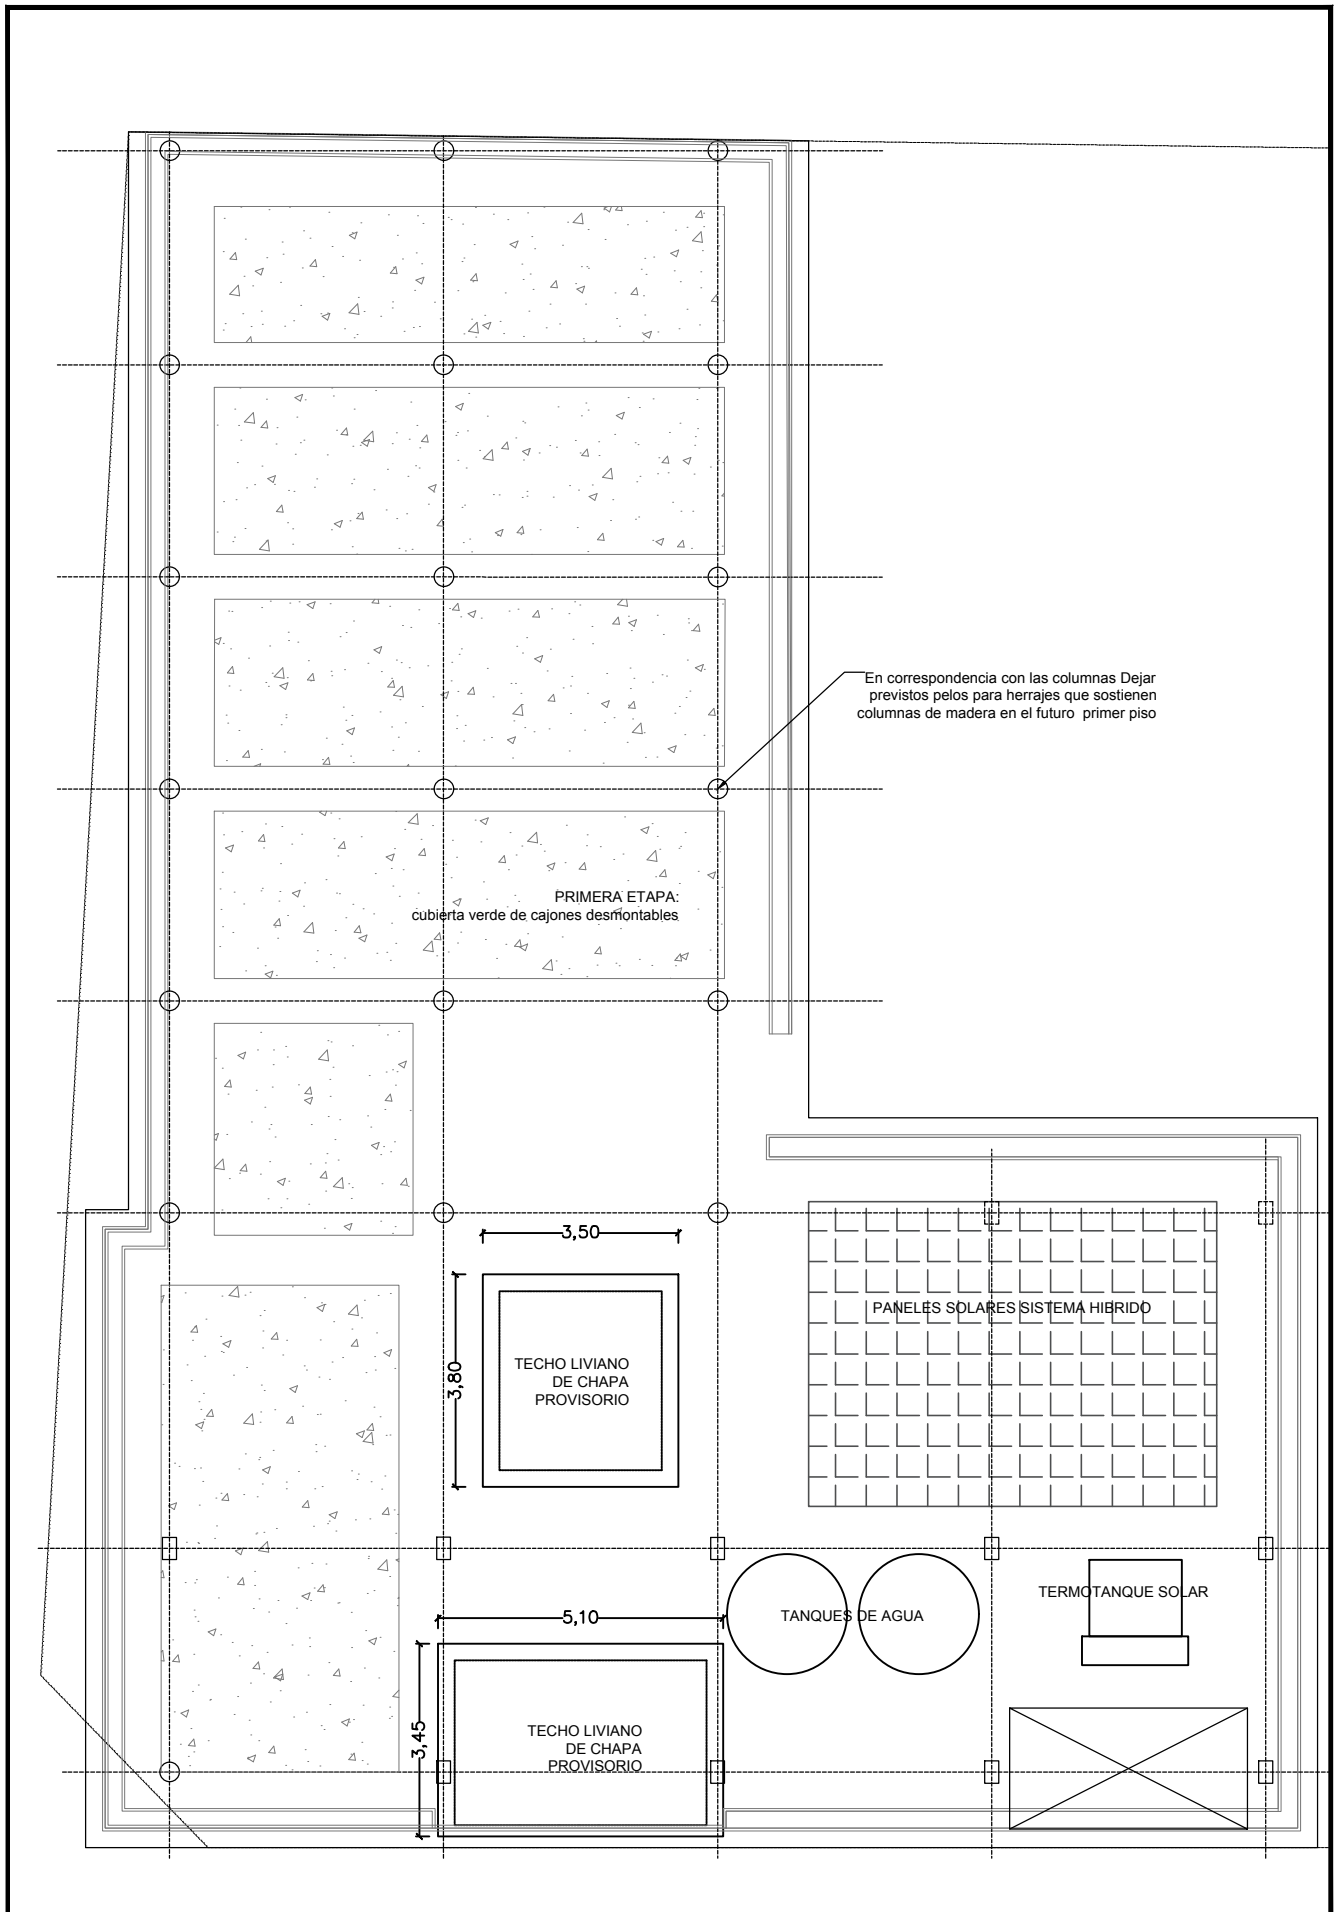 En correspondencia con las columnas Dejar
previstos pelos para herrajes que sostienen
columnas de madera en el futuro primer piso
PRIMERA ETAPA:
cubierta verde de cajones desmontables
3,50
PANELES SOLARES SISTEMA HIBRIDO
3,80
TECHO LIVIANO
DE CHAPA
PROVISORIO
TERMOTANQUE SOLAR
5,10
TANQUES DE AGUA
3,45
TECHO LIVIANO
DE CHAPA
PROVISORIO